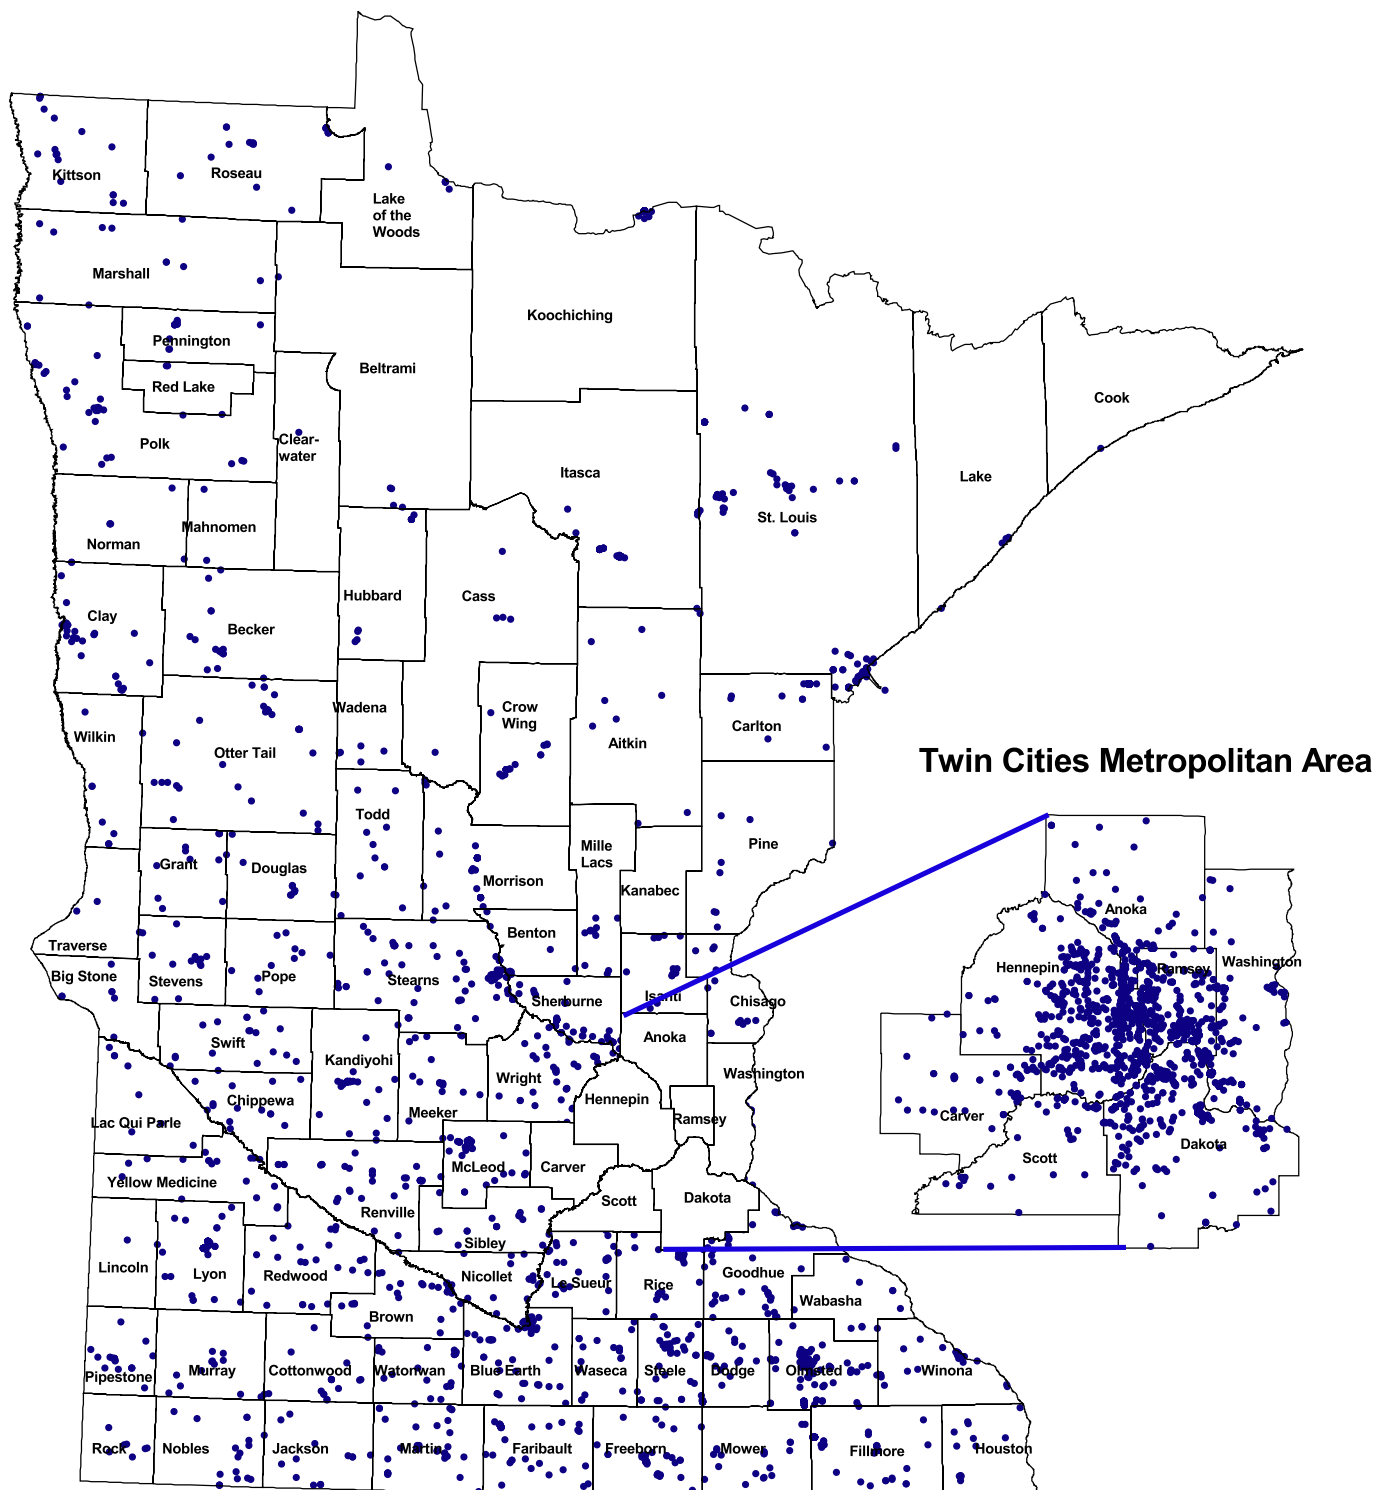 Kittson
Roseau
Lake
of the
Woods
Marshall
Koochiching
Pennington
Beltrami
Red Lake
Cook
Polk
Clear-
water
Itasca
Lake
St. Louis
Mahnomen
Norman
Hubbard
Cass
Clay
Becker
Wadena
Crow
Wing
Carlton
Wilkin
Aitkin
Otter Tail
Twin Cities Metropolitan Area
Todd
Mille
Lacs
Pine
Grant
Douglas
Morrison
Kanabec
Anoka
Benton
Traverse
Hennepin
Ramsey
Washington
Big Stone
Stevens
Pope
Stearns
Sherburne
Isanti
Chisago
Swift
Anoka
Kandiyohi
Wright
Washington
Chippewa
Hennepin
Meeker
Carver
Lac Qui Parle
Ramsey
Dakota
Scott
McLeod
Carver
Yellow Medicine
Scott
Dakota
Renville
Sibley
Lincoln
Lyon
Redwood
Nicollet
Le Sueur
Rice
Goodhue
Wabasha
Brown
Pipestone
Murray
Cottonwood
Watonwan
Blue Earth
Waseca
Steele
Dodge
Olmsted
Winona
Rock
Nobles
Jackson
Martin
Faribault
Freeborn
Mower
Fillmore
Houston